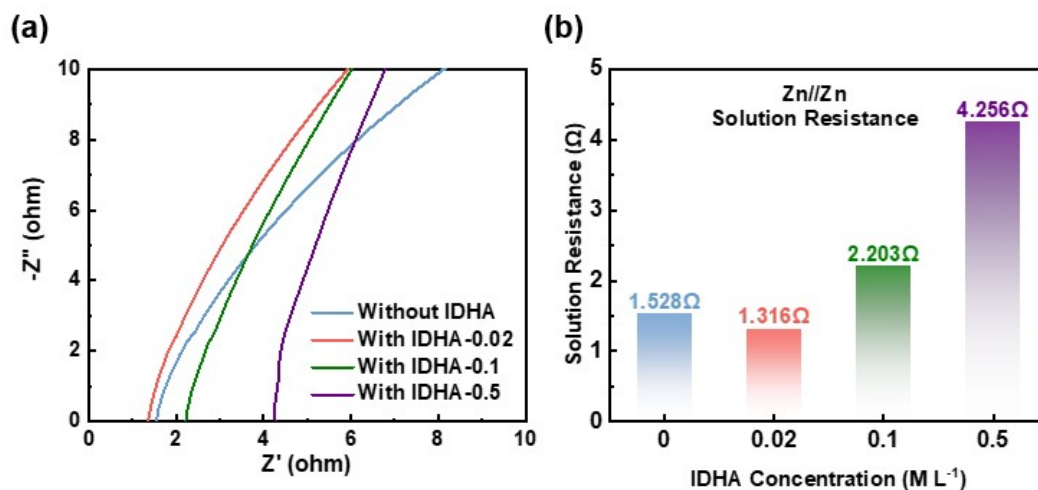 (a)
10
8
6
4
2
0
-Z" (ohm)
Without IDHA
With IDHA-0.02
With IDHA-0.1
With IDHA-0.5
0 2 4 6 8 10
Z' (ohm)
(b)
5
4
3
2
1
0
Solution Resistance (Ω)
Zn//Zn
Solution Resistance
1.528Ω
1.316Ω
2.203Ω
4.256Ω
0 0.02 0.1 0.5
IDHA Concentration (M L⁻¹)